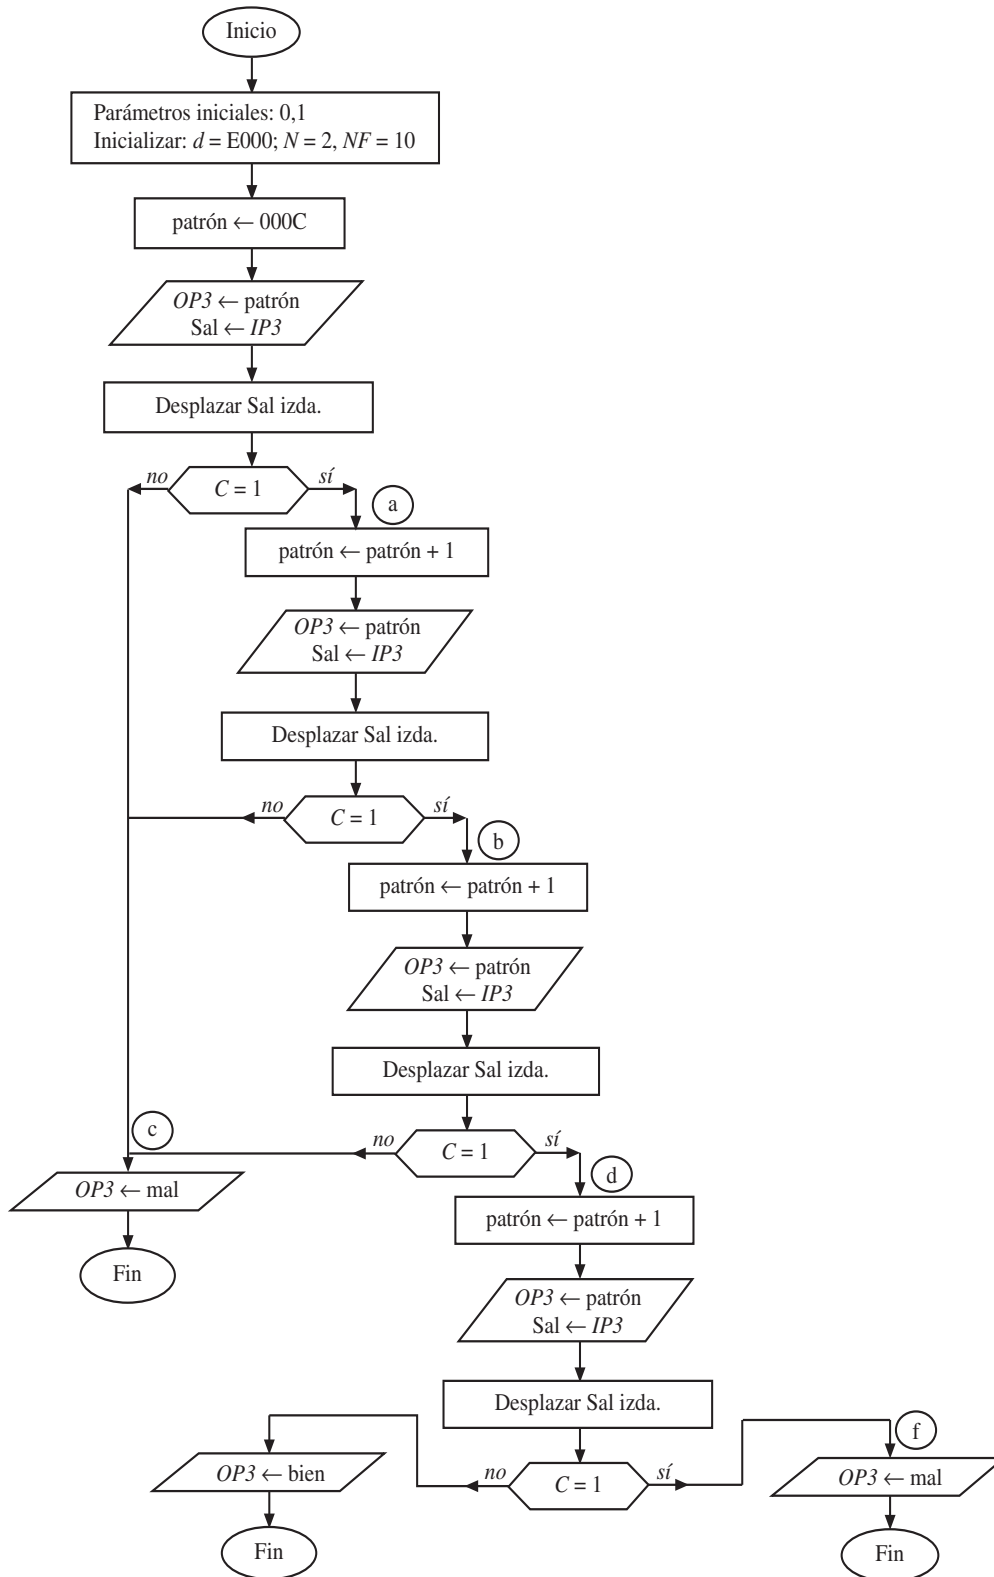 Inicio
Parámetros iniciales: 0,1
Inicializar: d = E000; N = 2, NF = 10
patrón ← 000C
OP3 ← patrón
Sal ← IP3
Desplazar Sal izda.
no
C = 1
sí
a
patrón ← patrón + 1
OP3 ← patrón
Sal ← IP3
Desplazar Sal izda.
no
C = 1
sí
b
patrón ← patrón + 1
OP3 ← patrón
Sal ← IP3
Desplazar Sal izda.
c
no
C = 1
sí
d
OP3 ← mal
patrón ← patrón + 1
Fin
OP3 ← patrón
Sal ← IP3
Desplazar Sal izda.
f
OP3 ← bien
no
C = 1
sí
OP3 ← mal
Fin
Fin